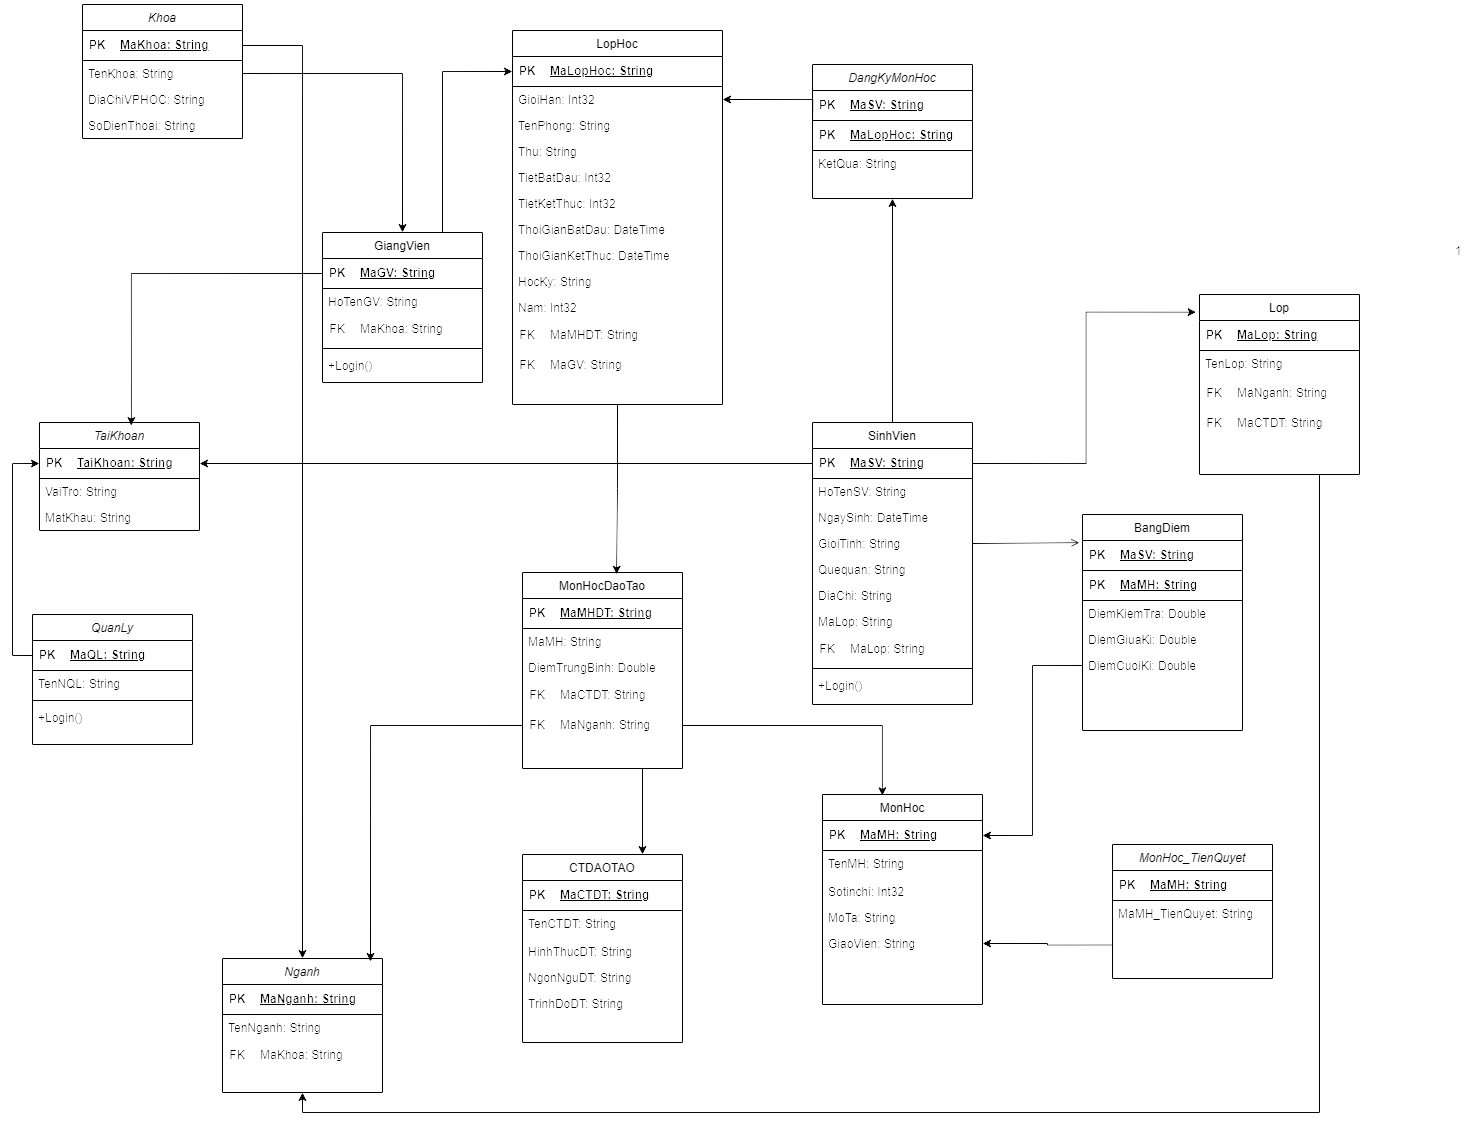 Khoa
PK MaKhoa: String
TenKhoa: String
DiaChiVPHOC: String
SoDienThoai: String
LopHoc
PK MaLopHoc: String
GioiHan: Int32
TenPhong: String
Thu: String
TietBatDau: Int32
TietKetThuc: Int32
ThoiGianBatDau: DateTime
ThoiGianKetThuc: DateTime
HocKy: String
Nam: Int32
FK MaMHDT: String
FK MaGV: String
DangKyMonHoc
PK MaSV: String
PK MaLopHoc: String
KetQua: String
GiangVien
PK MaGV: String
HoTenGV: String
FK MaKhoa: String
+Login()
1
Lop
PK MaLop: String
TenLop: String
FK MaNganh: String
FK MaCTDT: String
TaiKhoan
PK TaiKhoan: String
VaiTro: String
MatKhau: String
SinhVien
PK MaSV: String
HoTenSV: String
NgaySinh: DateTime
GioiTinh: String
Quequan: String
DiaChi: String
MaLop: String
FK MaLop: String
+Login()
BangDiem
PK MaSV: String
PK MaMH: String
DiemKiemTra: Double
DiemGiuaKi: Double
DiemCuoiKi: Double
QuanLy
PK MaQL: String
TenNQL: String
+Login()
MonHocDaoTao
PK MaMHDT: String
MaMH: String
DiemTrungBinh: Double
FK MaCTDT: String
FK MaNganh: String
MonHoc
PK MaMH: String
TenMH: String
Sotinchi: Int32
MoTa: String
GiaoVien: String
MonHoc_TienQuyet
PK MaMH: String
MaMH_TienQuyet: String
CTDAOTAO
PK MaCTDT: String
TenCTDT: String
HinhThucDT: String
NgonNguDT: String
TrinhDoDT: String
Nganh
PK MaNganh: String
TenNganh: String
FK MaKhoa: String